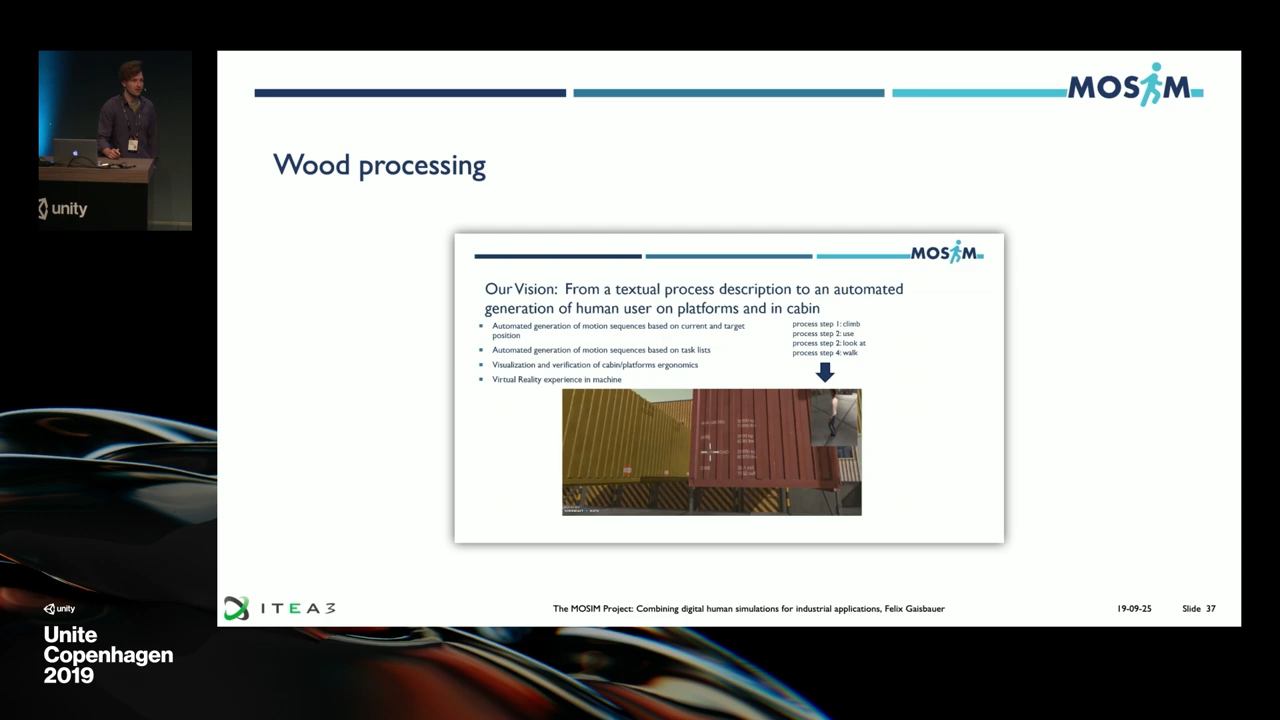 MOSIM
Wood processing
MOSIM
Our Vision: From a textual process description to an automated
generation of human user on platforms and in cabin
Automated generation of motion sequences based on current and target
position
Automated generation of motion sequences based on task lists
Visualization and verification of cabin/platforms ergonomics
Virtual Reality experience in machine
process step 1: climb
process step 2: use
process step 2: look at
process step 4: walk
unity
ITEA3
The MOSIM Project: Combining digital human simulations for industrial applications, Felix Gaisbauer
19-09-25
Slide 37
unity
Unite
Copenhagen
2019